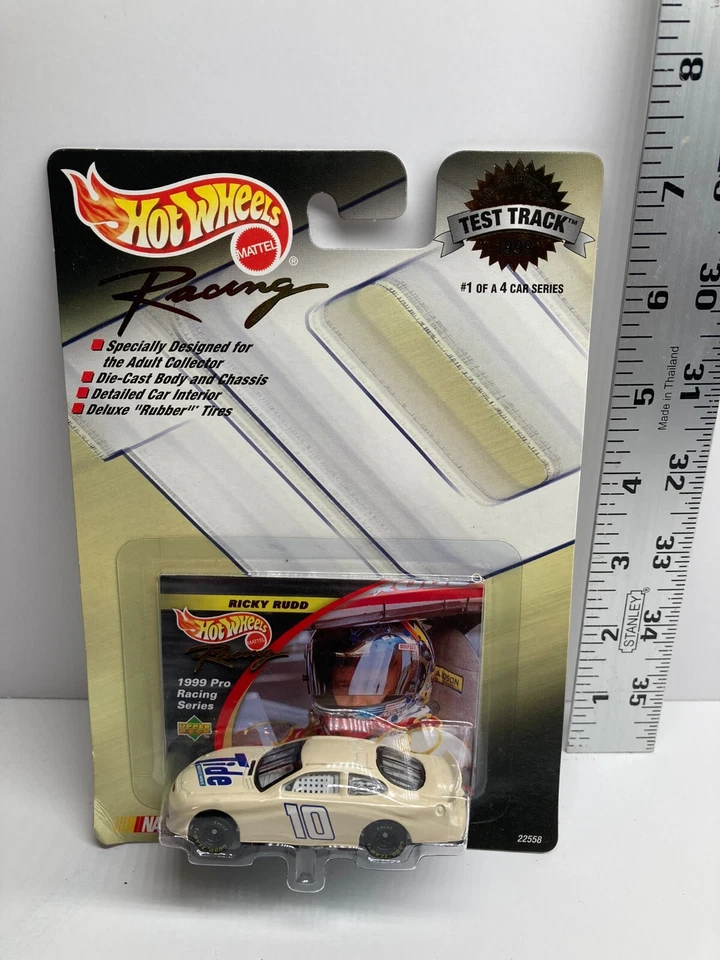 HOT WHEELS
MATTEL
®
Racing
Specially Designed for
the Adult Collector
Die-Cast Body and Chassis
Detailed Car Interior
Deluxe "Rubber" Tires
TEST TRACK™
1999
#1 OF A 4 CAR SERIES
RICKY RUDD
HOT WHEELS
MATTEL
Racing
1999 Pro
Racing
Series
Tide
10
22558
8
7
6
5
4
3
2
1
30
31
32
33
34
35
Made in Thailand
STANLEY®